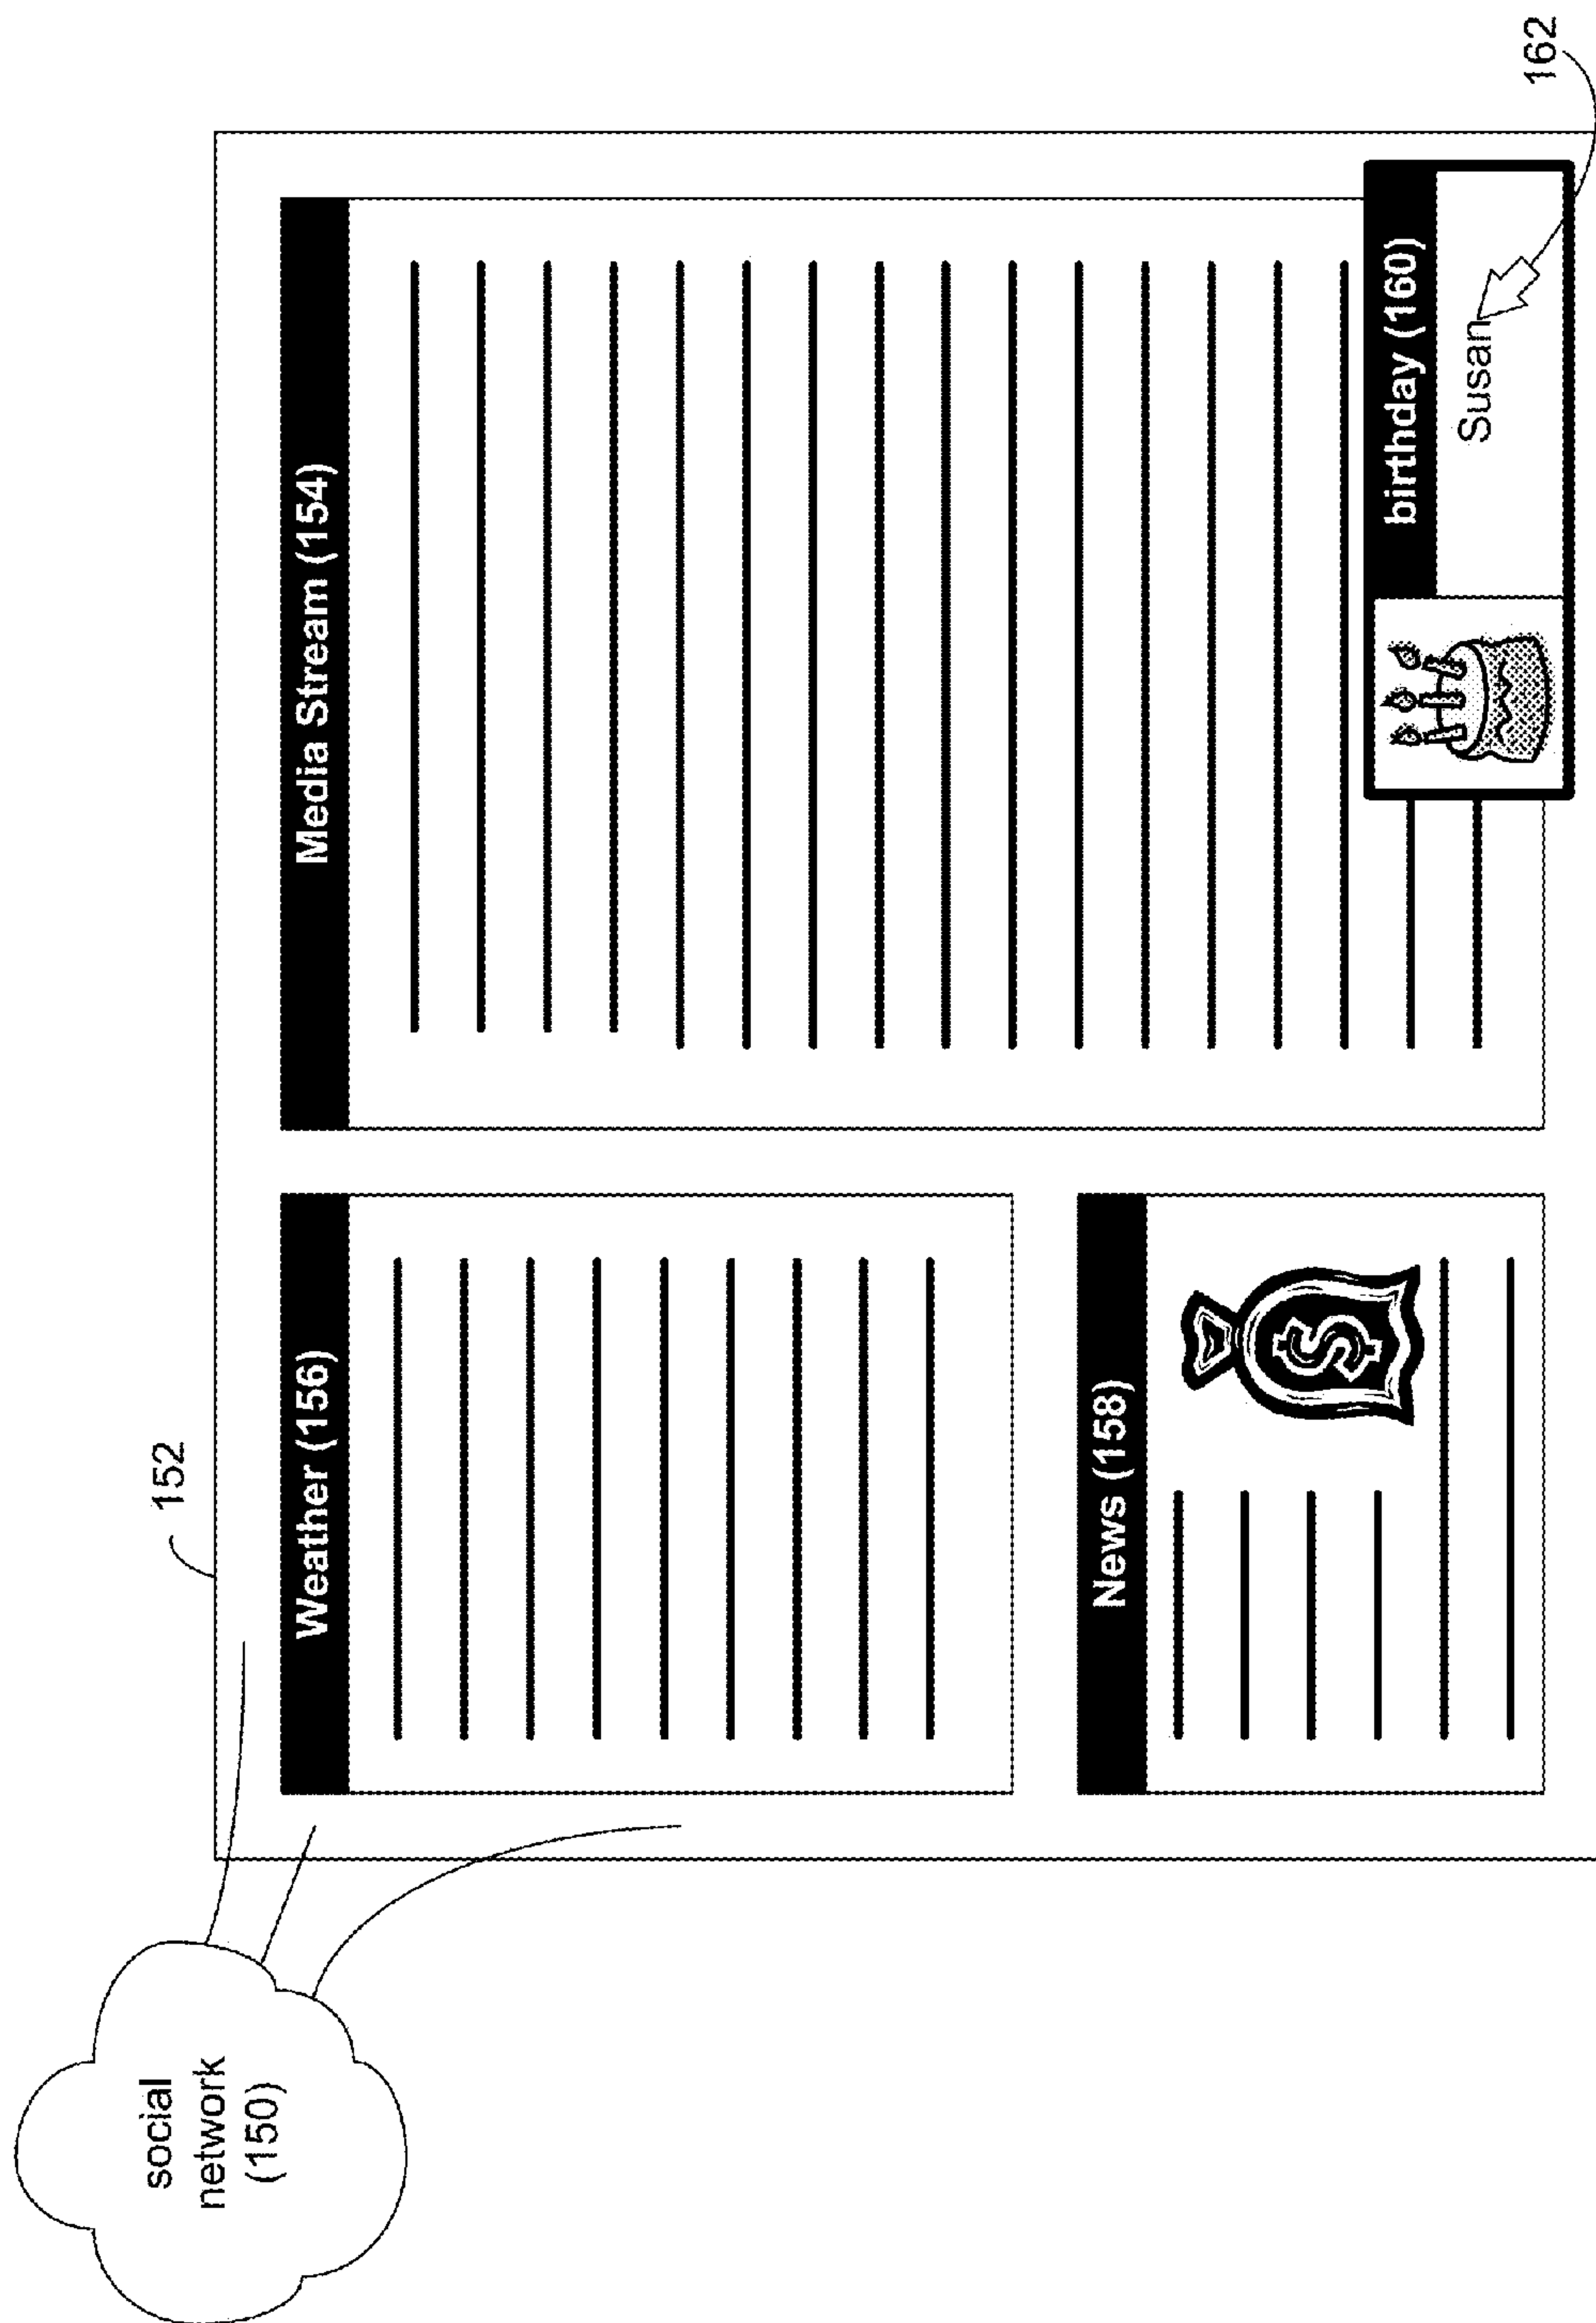 social
network
(150)
152
Weather (156)
Media Stream (154)
News (158)
$
birthday (160)
Susan
162